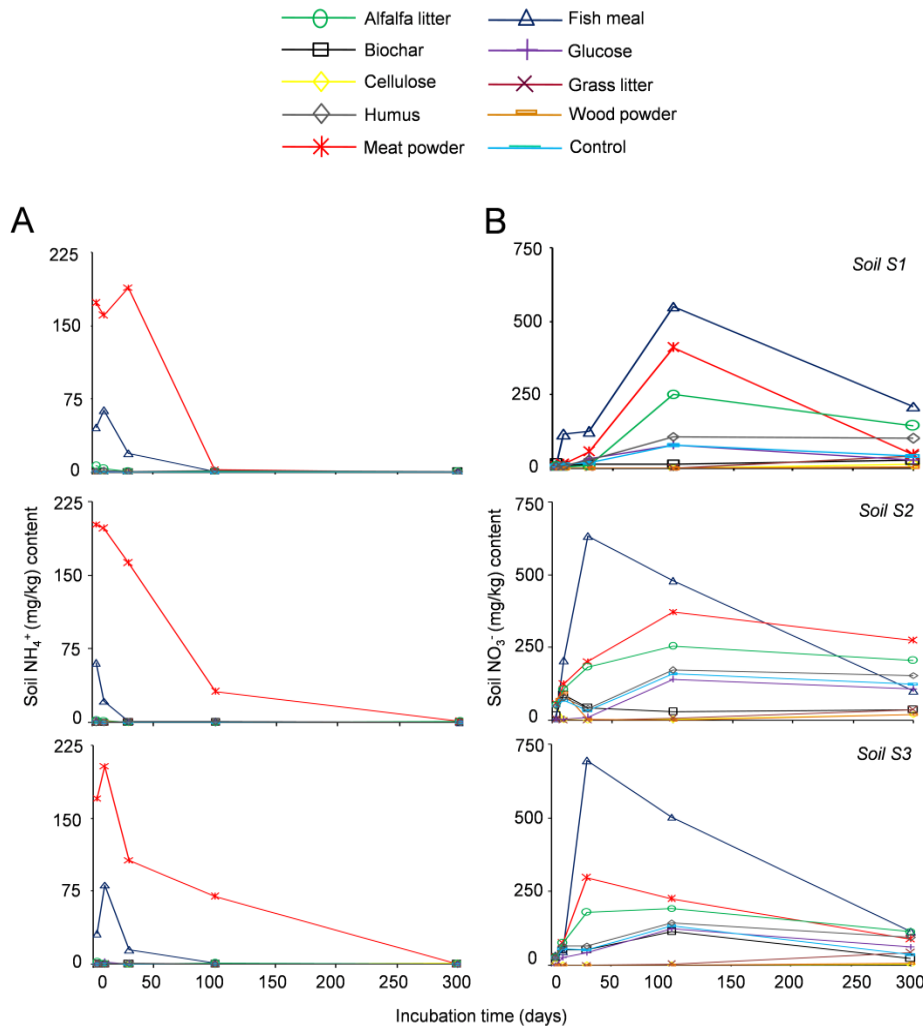 Alfalfa litter
Fish meal
Biochar
Glucose
Cellulose
Grass litter
Humus
Wood powder
Meat powder
Control
A
B
225
150
75
0
750
500
250
0
Soil S1
225
150
75
0
750
500
250
0
Soil S2
225
150
75
0
750
500
250
0
Soil S3
Soil NH₄⁺ (mg/kg) content
Soil NO₃⁻ (mg/kg) content
0 50 100 150 200 250 300
0 50 100 150 200 250 300
Incubation time (days)